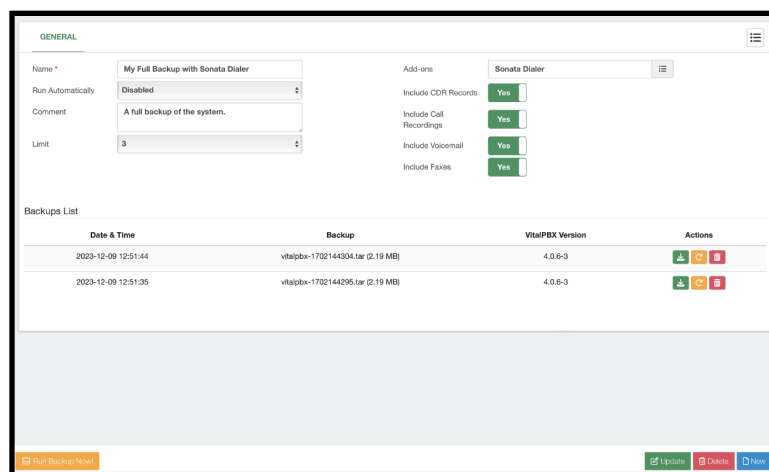 GENERAL
Name * My Full Backup with Sonata Dialer
Add-ons Sonata Dialer
Run Automatically Disabled
Include CDR Records Yes
Comment A full backup of the system.
Include Call Recordings Yes
Limit 3
Include Voicemail Yes
Include Faxes Yes
Backups List
Date & Time Backup VitalPBX Version Actions
2023-12-09 12:51:44 vitalpbx-1702144304.tar (2.19 MB) 4.0.6-3
2023-12-09 12:51:35 vitalpbx-1702144295.tar (2.19 MB) 4.0.6-3
Run Backup Now! Update Delete New